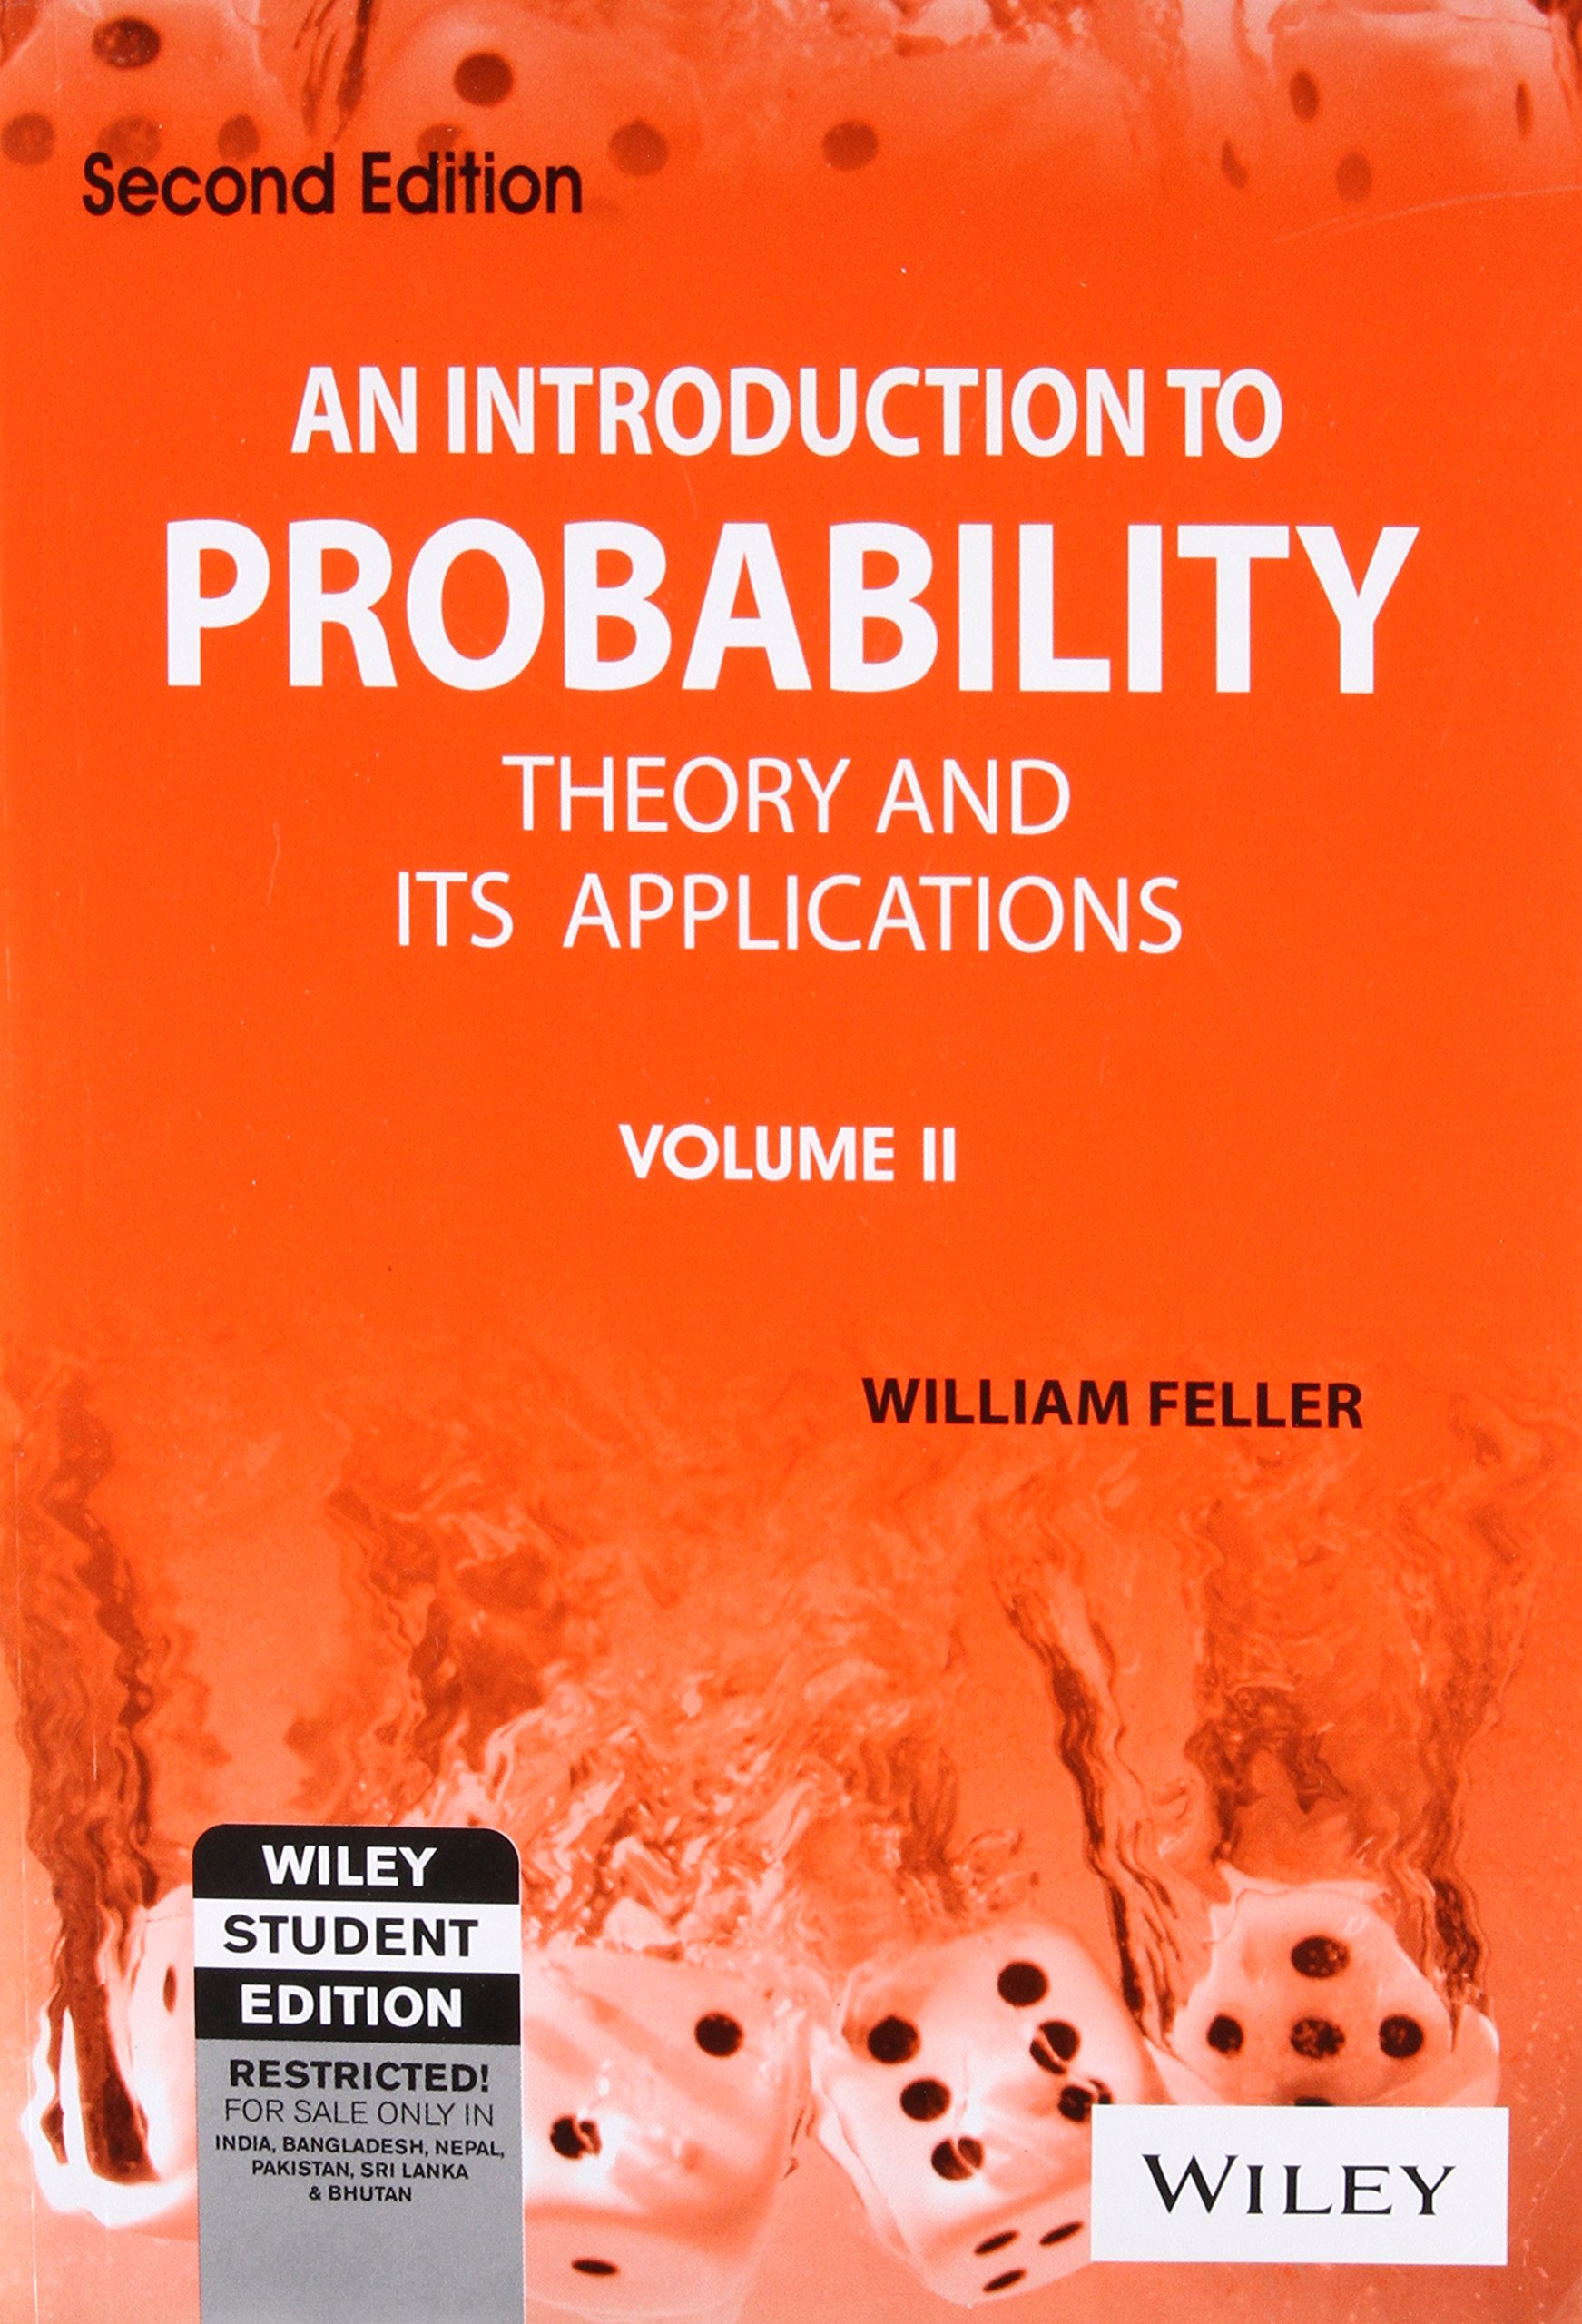 Second Edition
AN INTRODUCTION TO
PROBABILITY
THEORY AND
ITS APPLICATIONS
VOLUME II
WILLIAM FELLER
WILEY
STUDENT
EDITION
RESTRICTED!
FOR SALE ONLY IN
INDIA, BANGLADESH, NEPAL,
PAKISTAN, SRI LANKA
& BHUTAN
WILEY